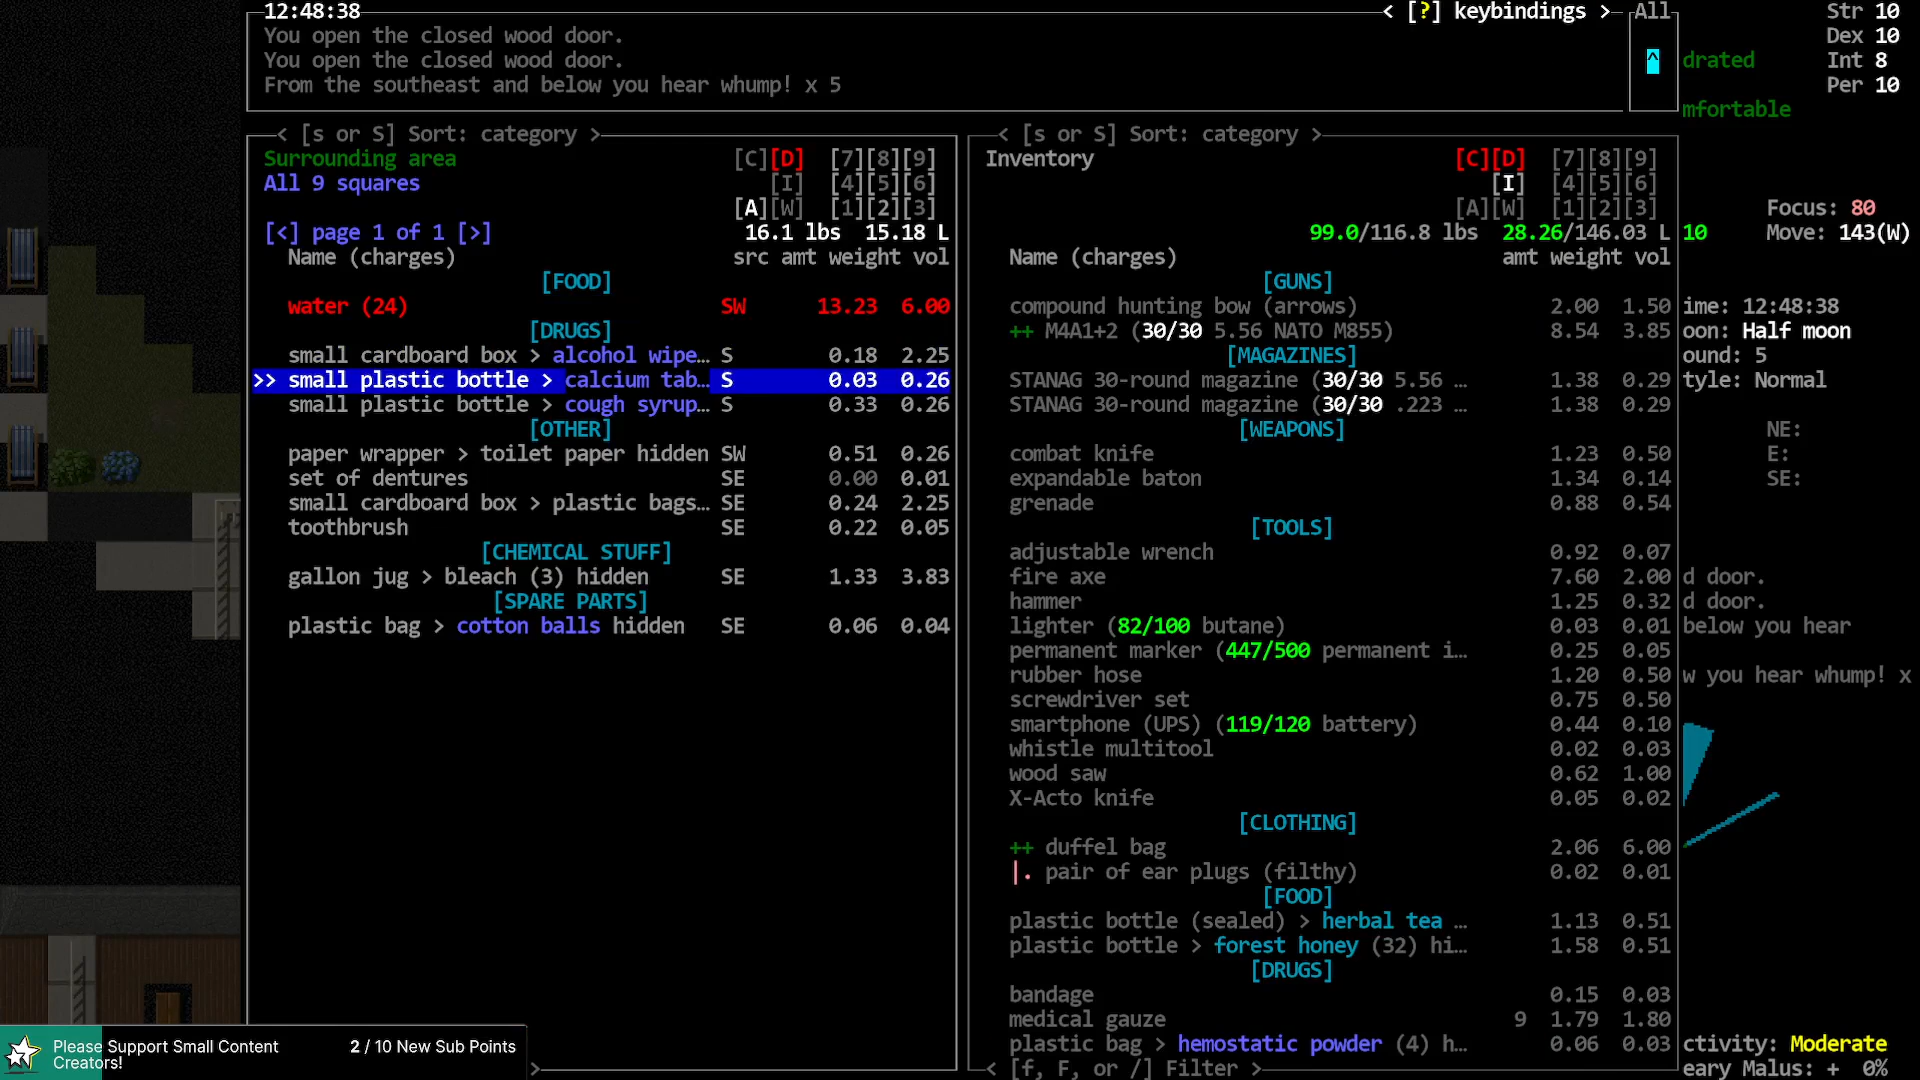 12:48:38
< [?] keybindings >
All
Str 10
You open the closed wood door.
Dex 10
You open the closed wood door.
^
drated
Int 8
From the southeast and below you hear whump! x 5
Per 10
mfortable
< [s or S] Sort: category >
< [s or S] Sort: category >
Surrounding area
[C][D] [7][8][9]
Inventory
[C][D] [7][8][9]
All 9 squares
[I] [4][5][6]
[I] [4][5][6]
[A][W] [1][2][3]
[A][W] [1][2][3]
Focus: 80
[<] page 1 of 1 [>]
16.1 lbs 15.18 L
99.0/116.8 lbs 28.26/146.03 L
10
Move: 143(W)
Name (charges) src amt weight vol
Name (charges) amt weight vol
[FOOD]
[GUNS]
water (24) SW 13.23 6.00
compound hunting bow (arrows) 2.00 1.50
ime: 12:48:38
[DRUGS]
++ M4A1+2 (30/30 5.56 NATO M855) 8.54 3.85
oon: Half moon
small cardboard box > alcohol wipe… S 0.18 2.25
[MAGAZINES]
ound: 5
>> small plastic bottle > calcium tab… S 0.03 0.26
STANAG 30-round magazine (30/30 5.56 … 1.38 0.29
tyle: Normal
small plastic bottle > cough syrup… S 0.33 0.26
STANAG 30-round magazine (30/30 .223 … 1.38 0.29
[OTHER]
[WEAPONS]
NE:
paper wrapper > toilet paper hidden SW 0.51 0.26
combat knife 1.23 0.50
E:
set of dentures SE 0.00 0.01
expandable baton 1.34 0.14
SE:
small cardboard box > plastic bags… SE 0.24 2.25
grenade 0.88 0.54
toothbrush SE 0.22 0.05
[TOOLS]
[CHEMICAL STUFF]
adjustable wrench 0.92 0.07
gallon jug > bleach (3) hidden SE 1.33 3.83
fire axe 7.60 2.00
d door.
[SPARE PARTS]
hammer 1.25 0.32
d door.
plastic bag > cotton balls hidden SE 0.06 0.04
lighter (82/100 butane) 0.03 0.01
below you hear
permanent marker (447/500 permanent i… 0.25 0.05
rubber hose 1.20 0.50
w you hear whump! x
screwdriver set 0.75 0.50
smartphone (UPS) (119/120 battery) 0.44 0.10
whistle multitool 0.02 0.03
wood saw 0.62 1.00
X-Acto knife 0.05 0.02
[CLOTHING]
++ duffel bag 2.06 6.00
|. pair of ear plugs (filthy) 0.02 0.01
[FOOD]
plastic bottle (sealed) > herbal tea … 1.13 0.51
plastic bottle > forest honey (32) hi… 1.58 0.51
[DRUGS]
bandage 0.15 0.03
medical gauze 9 1.79 1.80
plastic bag > hemostatic powder (4) h… 0.06 0.03
ctivity: Moderate
< [f, F, or /] Filter >
eary Malus: + 0%
Please Support Small Content
Creators!
2 / 10 New Sub Points
>